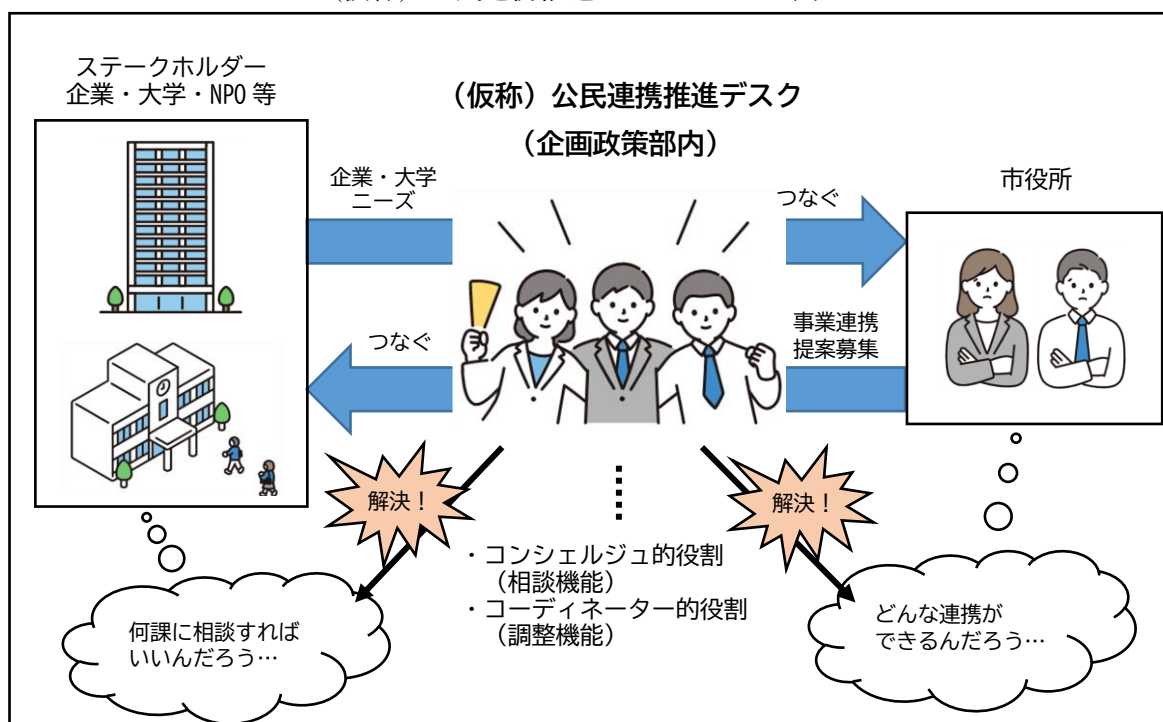 ステークホルダー
企業・大学・NPO 等
（仮称）公民連携推進デスク
（企画政策部内）
市役所
企業・大学
ニーズ
つなぐ
つなぐ
事業連携
提案募集
解決！
解決！
・コンシェルジュ的役割
（相談機能）
・コーディネーター的役割
（調整機能）
何課に相談すれば
いいんだろう…
どんな連携が
できるんだろう…